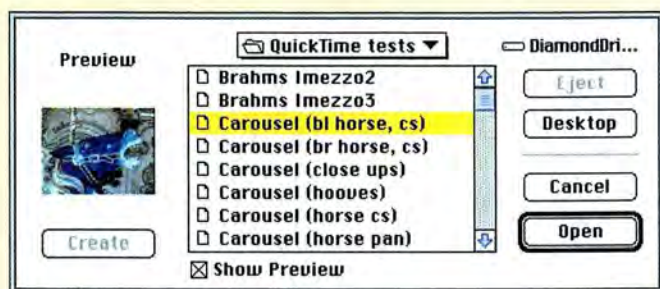 Preview
Create
QuickTime tests
Brahms Imezzo2
Brahms Imezzo3
Carousel (bl horse, cs)
Carousel (br horse, cs)
Carousel (close ups)
Carousel (hooves)
Carousel (horse cs)
Carousel (horse pan)
Show Preview
DiamondDri...
Eject
Desktop
Cancel
Open